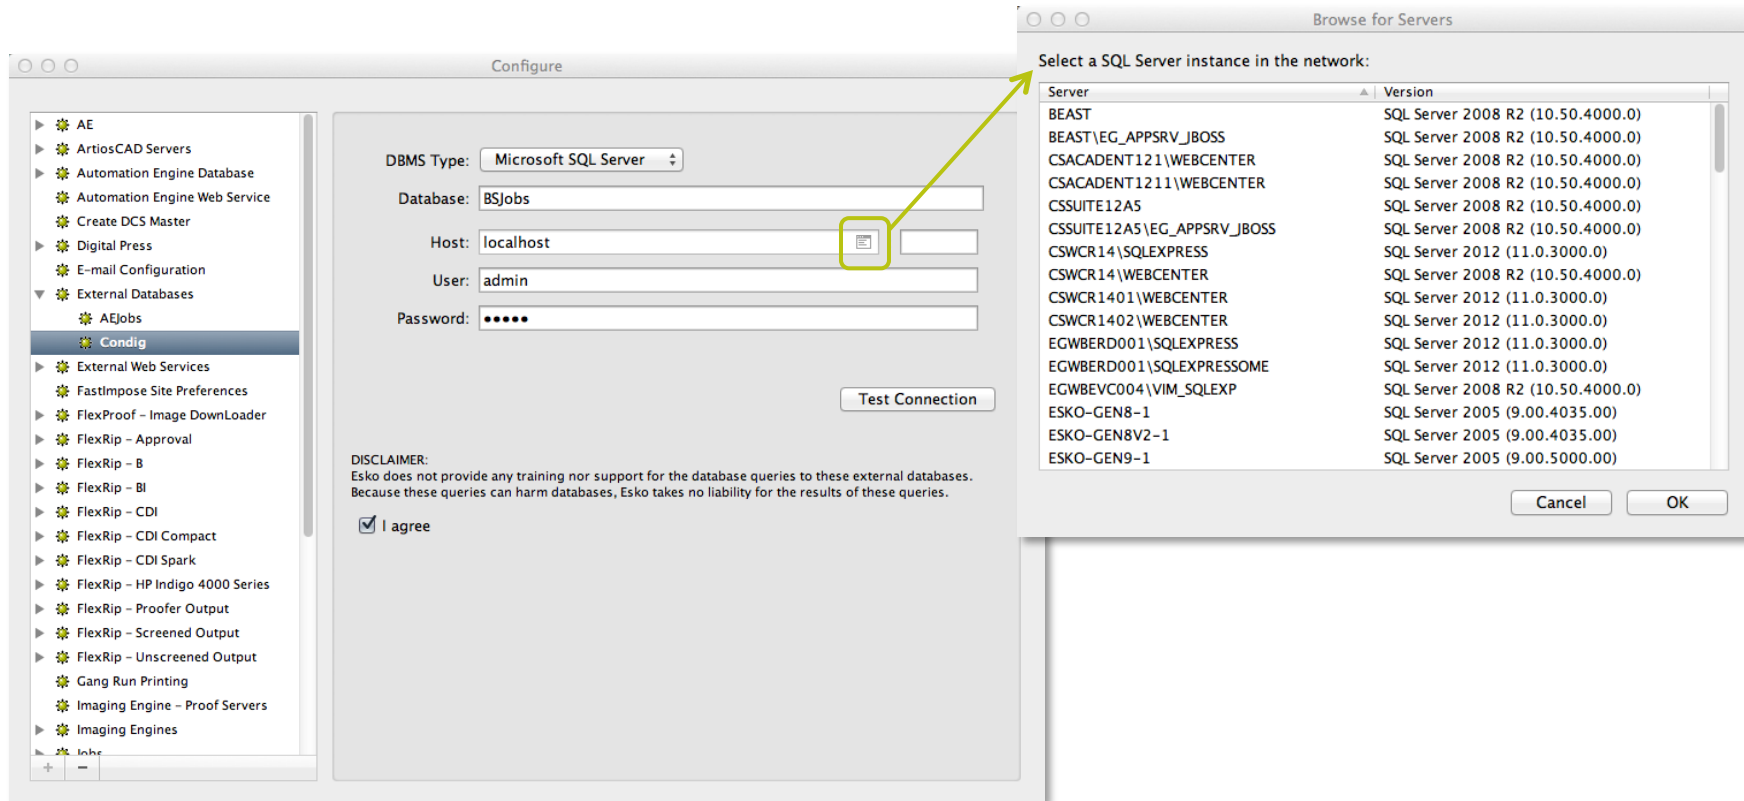 Configure
AE
ArtiosCAD Servers
Automation Engine Database
Automation Engine Web Service
Create DCS Master
Digital Press
E-mail Configuration
External Databases
AEJobs
Condig
External Web Services
FastImpose Site Preferences
FlexProof - Image DownLoader
FlexRip - Approval
FlexRip - B
FlexRip - BI
FlexRip - CDI
FlexRip - CDI Compact
FlexRip - CDI Spark
FlexRip - HP Indigo 4000 Series
FlexRip - Proofer Output
FlexRip - Screened Output
FlexRip - Unscreened Output
Gang Run Printing
Imaging Engine - Proof Servers
Imaging Engines
Jobs
+ -
DBMS Type: Microsoft SQL Server
Database: BSJobs
Host: localhost
User: admin
Password: •••••
Test Connection
DISCLAIMER:
Esko does not provide any training nor support for the database queries to these external databases.
Because these queries can harm databases, Esko takes no liability for the results of these queries.
I agree
Browse for Servers
Select a SQL Server instance in the network:
Server Version
BEAST SQL Server 2008 R2 (10.50.4000.0)
BEAST\EG_APPSRV_JBOSS SQL Server 2008 R2 (10.50.4000.0)
CSACADENT121\WEBCENTER SQL Server 2008 R2 (10.50.4000.0)
CSACADENT1211\WEBCENTER SQL Server 2008 R2 (10.50.4000.0)
CSSUITE12A5 SQL Server 2008 R2 (10.50.4000.0)
CSSUITE12A5\EG_APPSRV_JBOSS SQL Server 2008 R2 (10.50.4000.0)
CSWCR14\SQLEXPRESS SQL Server 2012 (11.0.3000.0)
CSWCR14\WEBCENTER SQL Server 2008 R2 (10.50.4000.0)
CSWCR1401\WEBCENTER SQL Server 2012 (11.0.3000.0)
CSWCR1402\WEBCENTER SQL Server 2012 (11.0.3000.0)
EGWBERD001\SQLEXPRESS SQL Server 2012 (11.0.3000.0)
EGWBERD001\SQLEXPRESSOME SQL Server 2012 (11.0.3000.0)
EGWBEVC004\VIM_SQLEXP SQL Server 2008 R2 (10.50.4000.0)
ESKO-GEN8-1 SQL Server 2005 (9.00.4035.00)
ESKO-GEN8V2-1 SQL Server 2005 (9.00.4035.00)
ESKO-GEN9-1 SQL Server 2005 (9.00.5000.00)
Cancel OK